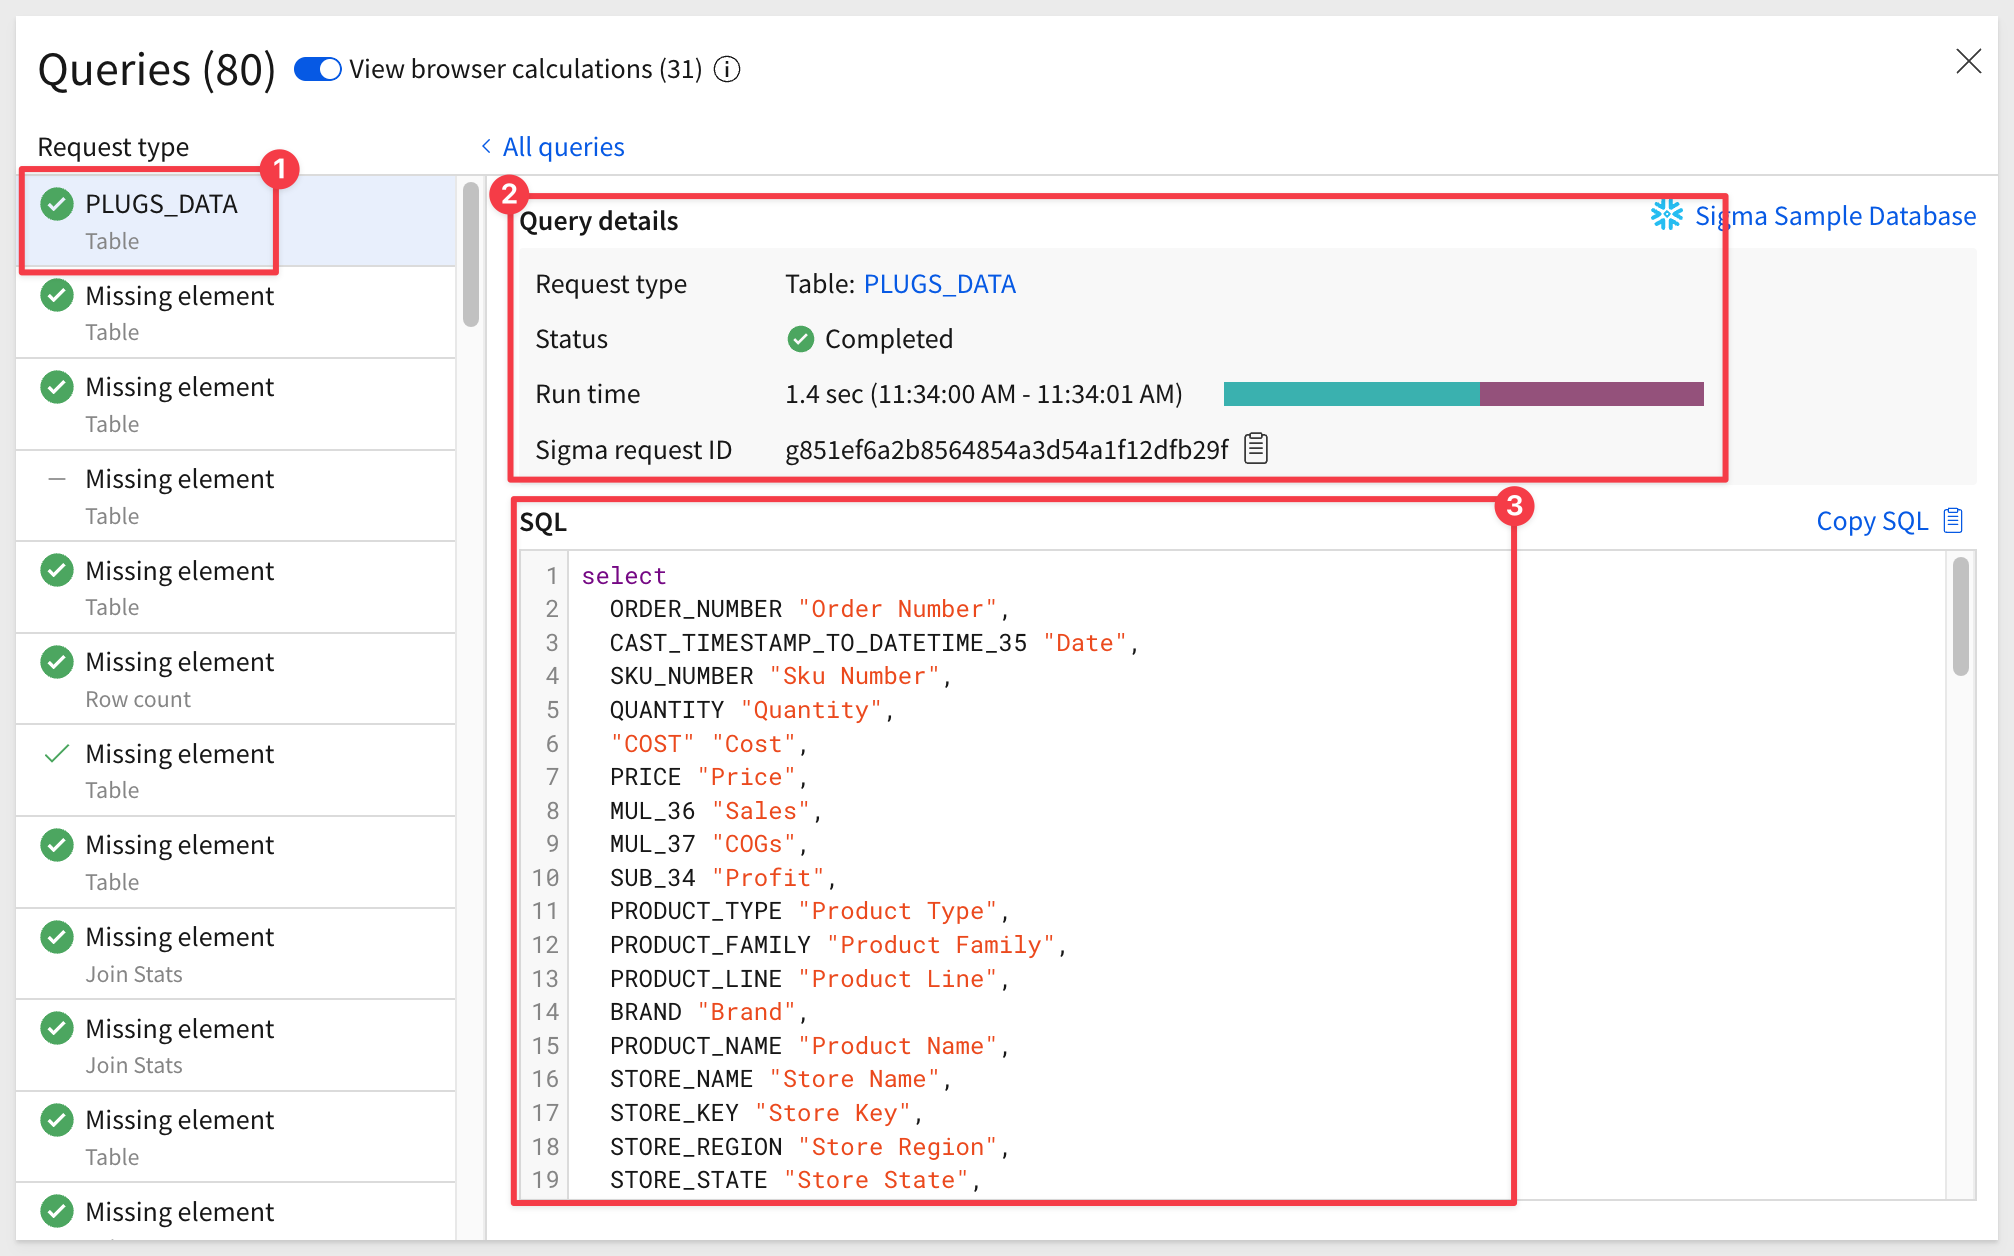 Queries (80) View browser calculations (31)
Request type
All queries
1
PLUGS_DATA
Table
Missing element
Table
Missing element
Table
Missing element
Table
Missing element
Table
Missing element
Row count
Missing element
Table
Missing element
Table
Missing element
Join Stats
Missing element
Join Stats
Missing element
Table
Missing element
2
Query details
Sigma Sample Database
Request type Table: PLUGS_DATA
Status Completed
Run time 1.4 sec (11:34:00 AM - 11:34:01 AM)
Sigma request ID g851ef6a2b8564854a3d54a1f12dfb29f
3
SQL
Copy SQL
1 select
2 ORDER_NUMBER "Order Number",
3 CAST_TIMESTAMP_TO_DATETIME_35 "Date",
4 SKU_NUMBER "Sku Number",
5 QUANTITY "Quantity",
6 "COST" "Cost",
7 PRICE "Price",
8 MUL_36 "Sales",
9 MUL_37 "COGs",
10 SUB_34 "Profit",
11 PRODUCT_TYPE "Product Type",
12 PRODUCT_FAMILY "Product Family",
13 PRODUCT_LINE "Product Line",
14 BRAND "Brand",
15 PRODUCT_NAME "Product Name",
16 STORE_NAME "Store Name",
17 STORE_KEY "Store Key",
18 STORE_REGION "Store Region",
19 STORE_STATE "Store State",